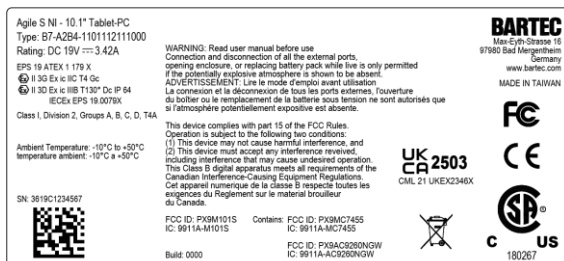 Agile S NI - 10.1" Tablet-PC
Type: B7-A2B4-1101112111000
Rating: DC 19V 3.42A
EPS 19 ATEX 1 179 X
II 3G Ex ic IIC T4 Gc
II 3D Ex ic IIIB T130° Dc IP 64
IECEx EPS 19.0079X
Class I, Division 2, Groups A, B, C, D, T4A
Ambient Temperature: -10°C to +50°C
temperature ambient: -10°C a +50°C
SN: 3619C1234567
WARNING: Read user manual before use
Connection and disconnection of all the external ports,
opening enclosure, or replacing battery pack while live is only permitted
if the potentially explosive atmosphere is shown to be absent.
ADVERTISSEMENT: Lire le mode d'emploi avant utilisation
La connexion et la déconnexion de tous les ports externes, l'ouverture
du boîtier ou le remplacement de la batterie sous tension ne sont autorisés que
si l'atmosphère potentiellement expositive est absente.
This device complies with part 15 of the FCC Rules.
Operation is subject to the following two conditions:
(1) This device may not cause harmful interference, and
(2) This device must accept any interference reveived,
including interference that may cause undesired operation.
This Class B digital apparatus meets all requirements of the
Canadian Interference-Causing Equipment Regulations.
Cet apareil numerique de la classe B respecte toutes les
exigences du Reglement sur le material brouilleur
du Canada.
FCC ID: PX9M101S
IC: 9911A-M101S
Contains: FCC ID: PX9MC7455
IC: 9911A-MC7455
FCC ID: PX9AC9260NGW
IC: 9911A-AC9260NGW
Build: 0000
BARTEC
Max-Eyth-Strasse 16
97980 Bad Mergentheim
Germany
www.bartec.com
MADE IN TAIWAN
FC
CE
UK
CA 2503
CML 21 UKEX2346X
SA
C US
180267